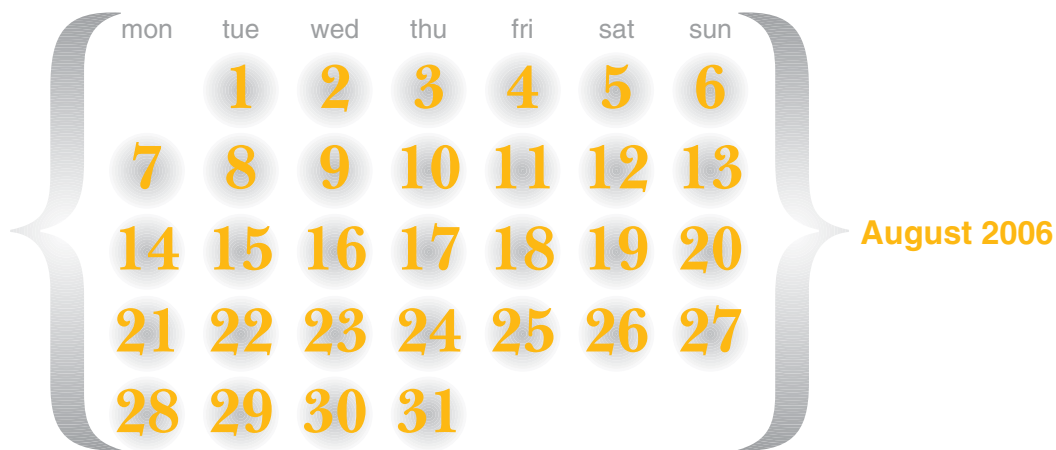 mon tue wed thu fri sat sun
1 2 3 4 5 6
7 8 9 10 11 12 13
14 15 16 17 18 19 20
21 22 23 24 25 26 27
28 29 30 31
August 2006